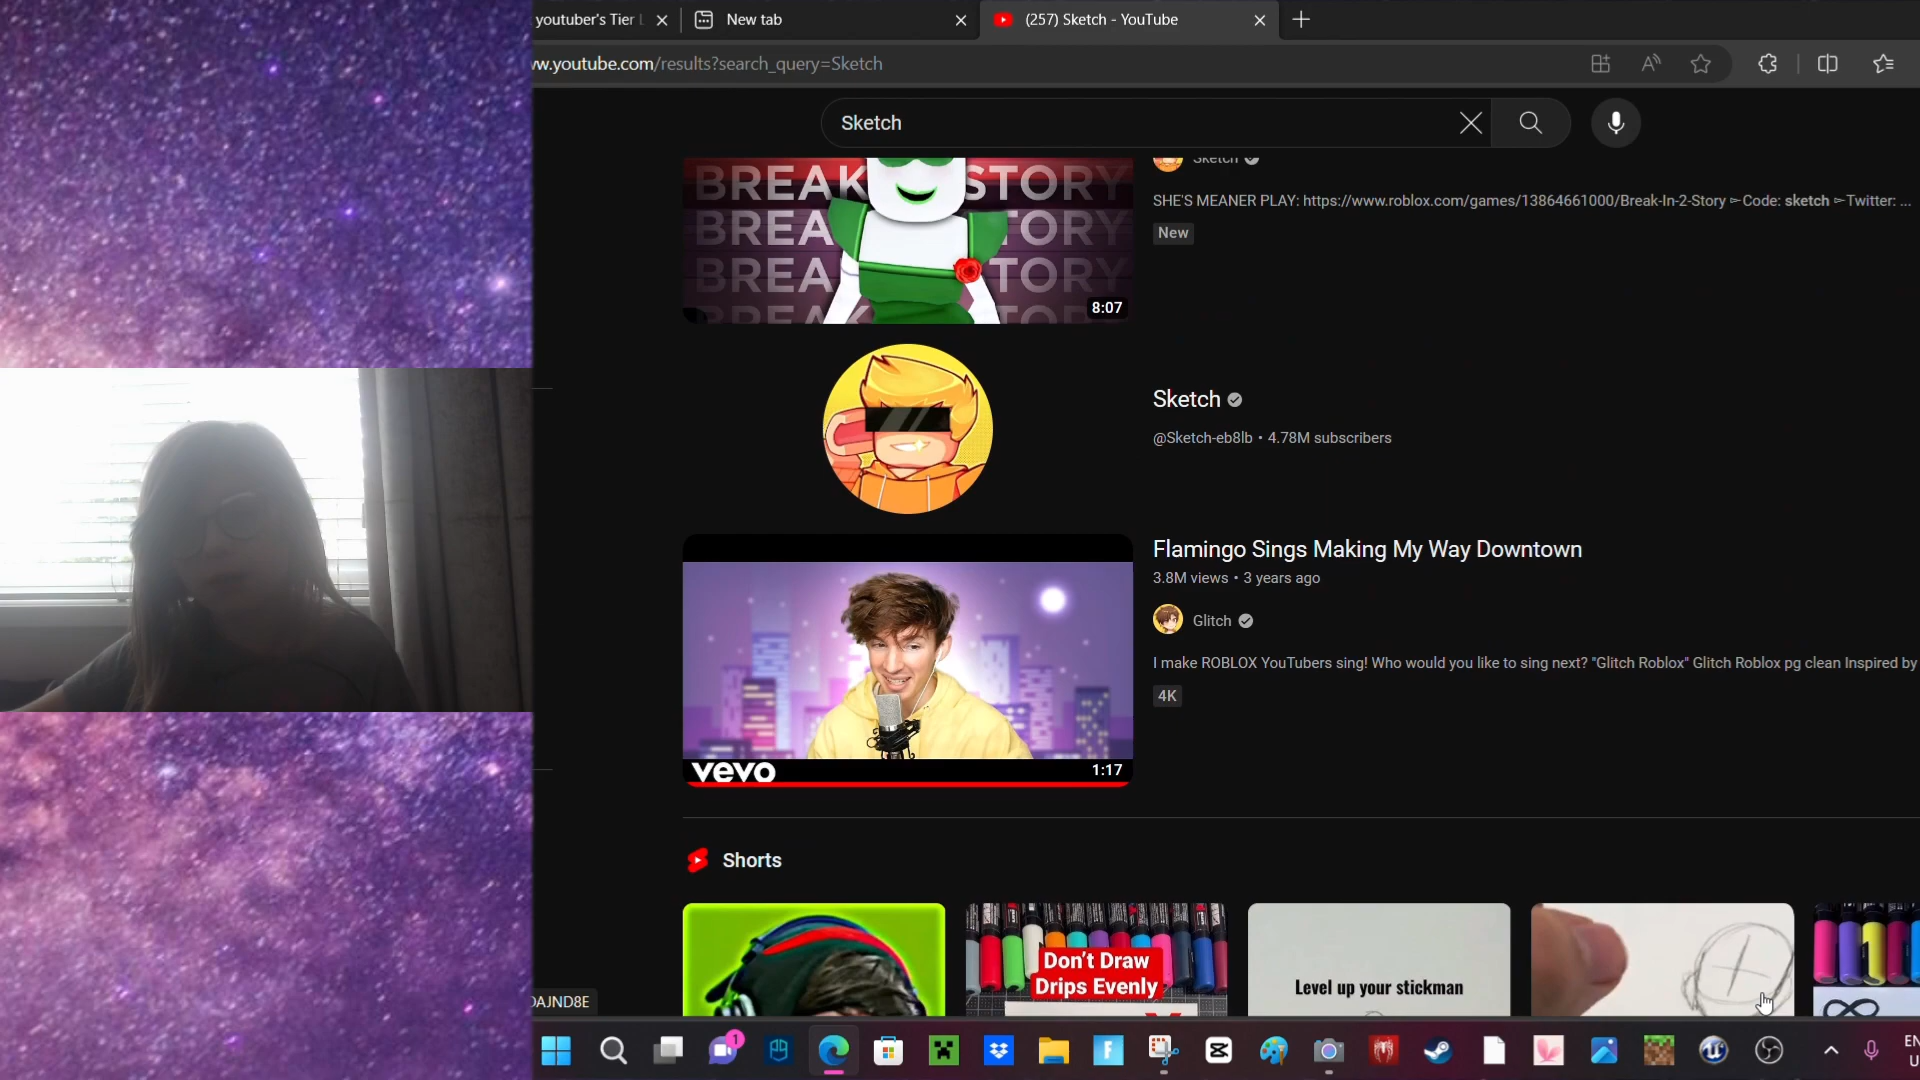 youtuber's Tier
New tab
(257) Sketch - YouTube
w.youtube.com/results?search_query=Sketch
Sketch
BREAK STORY
BREA TORY
BREA TORY
8:07
Sketch
SHE'S MEANER PLAY: https://www.roblox.com/games/13864661000/Break-In-2-Story ►Code: sketch ►Twitter: ...
New
Sketch
@Sketch-eb8lb • 4.78M subscribers
Flamingo Sings Making My Way Downtown
3.8M views • 3 years ago
Glitch
I make ROBLOX YouTubers sing! Who would you like to sing next? "Glitch Roblox" Glitch Roblox pg clean Inspired by
4K
vevo
1:17
Shorts
Don't Draw
Drips Evenly
Level up your stickman
DAJND8E
1
F
EN
U